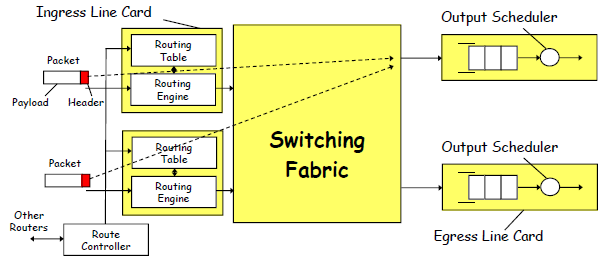 Ingress Line Card
Output Scheduler
Packet
Routing
Table
Payload
Header
Routing
Engine
Switching
Fabric
Packet
Routing
Table
Routing
Engine
Output Scheduler
Other
Routers
Route
Controller
Egress Line Card